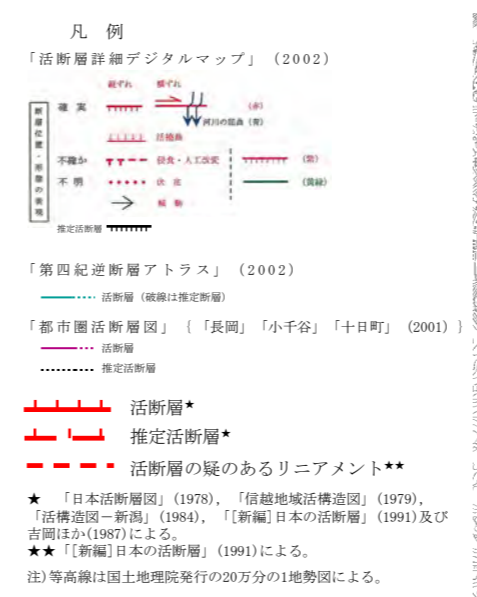 凡 例
「活断層詳細デジタルマップ」（2002）
縦ずれ 横ずれ
断層位置・形態の表現
確 実 (赤)
河川の屈曲（青）
活撓曲
不確か 侵食・人工改変 (紫)
不 明 伏 在 (黄緑)
推定活断層
「第四紀逆断層アトラス」（2002）
活断層（破線は推定断層）
「都市圏活断層図」｛「長岡」「小千谷」「十日町」（2001）｝
活断層
推定活断層
活断層★
推定活断層★
活断層の疑のあるリニアメント★★
★ 「日本活断層図」(1978)，「信越地域活構造図」(1979)，
「活構造図－新潟」(1984)，「[新編]日本の活断層」(1991)及び
吉岡ほか(1987)による。
★★「[新編]日本の活断層」(1991)による。
注)等高線は国土地理院発行の20万分の1地勢図による。